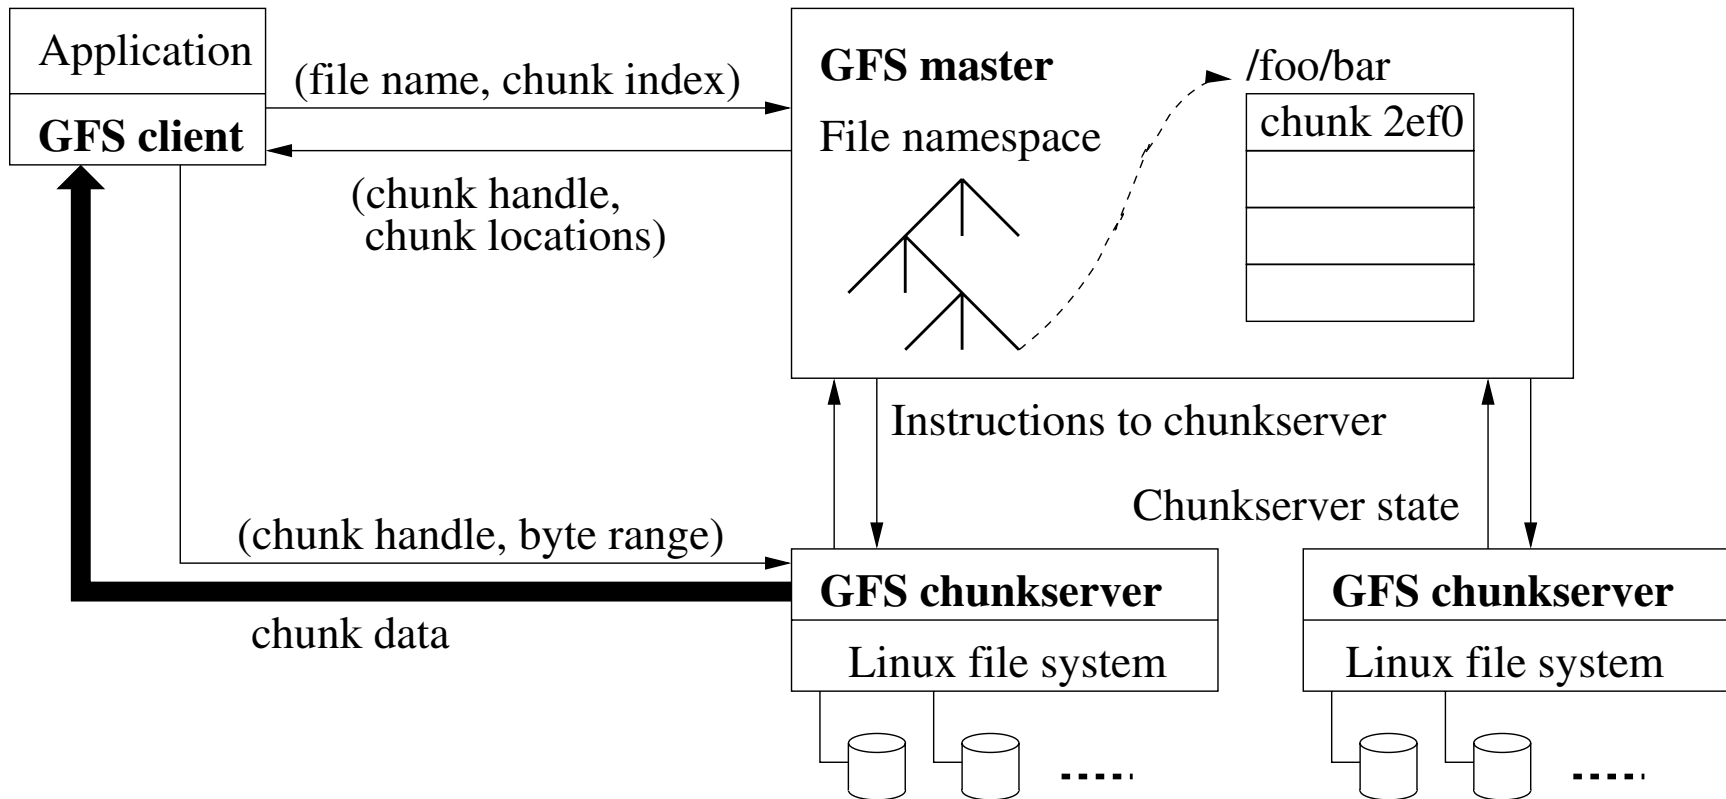 Application
GFS client
(file name, chunk index)
(chunk handle,
chunk locations)
GFS master
File namespace
/foo/bar
chunk 2ef0
Instructions to chunkserver
Chunkserver state
(chunk handle, byte range)
chunk data
GFS chunkserver
Linux file system
GFS chunkserver
Linux file system